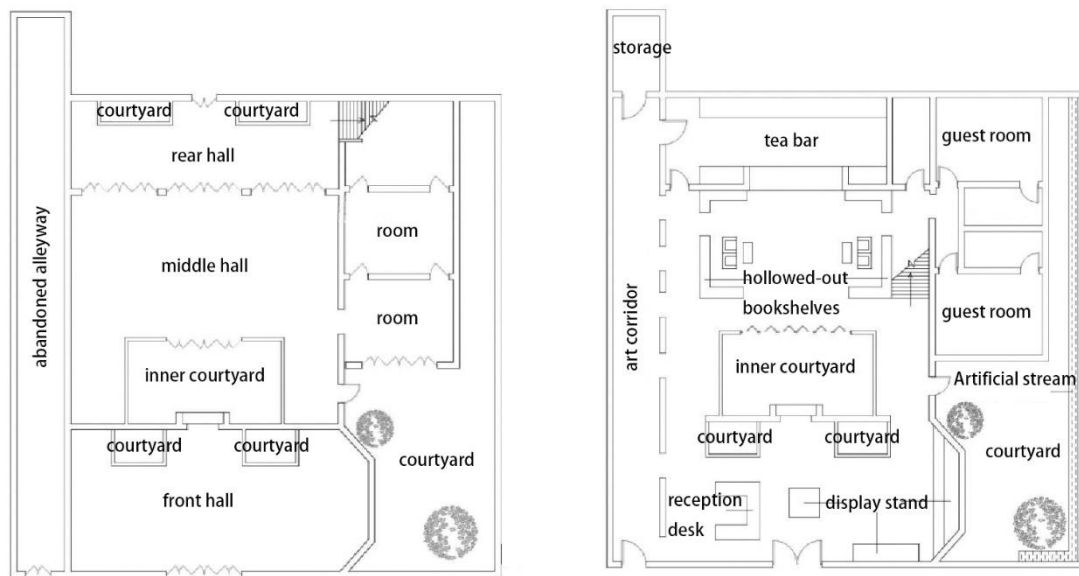 courtyard
courtyard
rear hall
room
middle hall
room
abandoned alleyway
inner courtyard
courtyard
courtyard
courtyard
front hall
storage
tea bar
guest room
hollowed-out
bookshelves
guest room
art corridor
inner courtyard
Artificial stream
courtyard
courtyard
courtyard
reception
desk
display stand